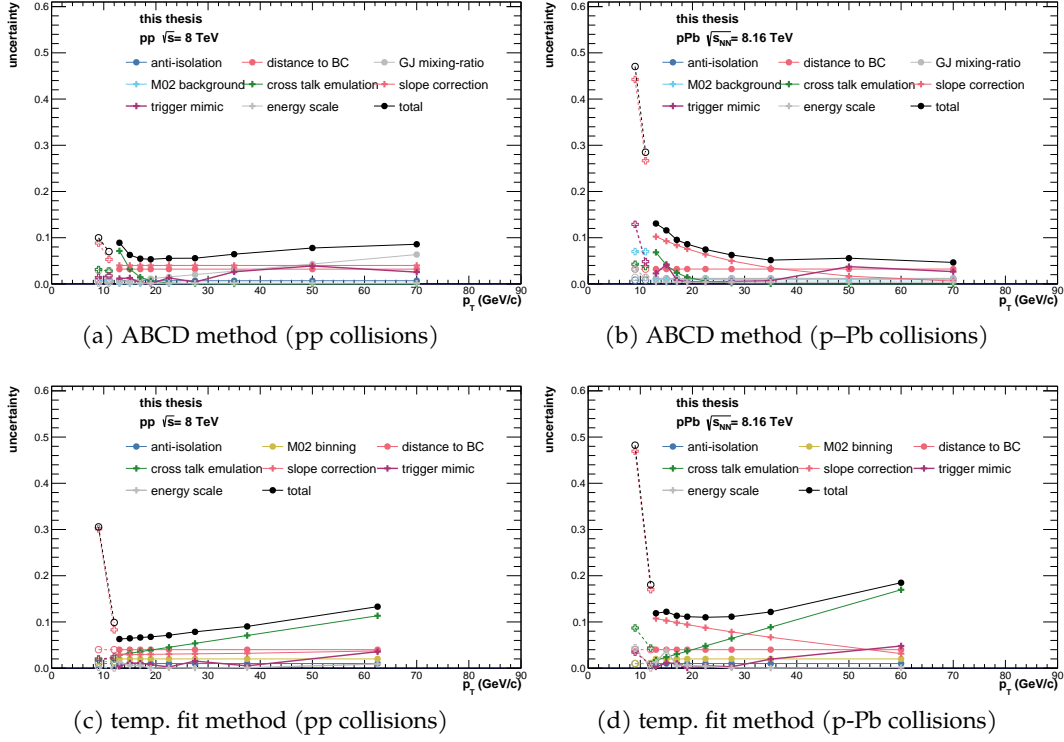 uncertainty
0.6
0.5
0.4
0.3
0.2
0.1
0.0
this thesis
pp √s= 8 TeV
anti-isolation distance to BC GJ mixing-ratio
M02 background cross talk emulation slope correction
trigger mimic energy scale total
0 10 20 30 40 50 60 70 80 90
p_T (GeV/c)
(a) ABCD method (pp collisions)
uncertainty
0.6
0.5
0.4
0.3
0.2
0.1
0.0
this thesis
pPb √s_NN= 8.16 TeV
anti-isolation distance to BC GJ mixing-ratio
M02 background cross talk emulation slope correction
trigger mimic energy scale total
0 10 20 30 40 50 60 70 80 90
p_T (GeV/c)
(b) ABCD method (p–Pb collisions)
uncertainty
0.6
0.5
0.4
0.3
0.2
0.1
0.0
this thesis
pp √s= 8 TeV
anti-isolation M02 binning distance to BC
cross talk emulation slope correction trigger mimic
energy scale total
0 10 20 30 40 50 60 70 80 90
p_T (GeV/c)
(c) temp. fit method (pp collisions)
uncertainty
0.6
0.5
0.4
0.3
0.2
0.1
0.0
this thesis
pPb √s_NN= 8.16 TeV
anti-isolation M02 binning distance to BC
cross talk emulation slope correction trigger mimic
energy scale total
0 10 20 30 40 50 60 70 80 90
p_T (GeV/c)
(d) temp. fit method (p-Pb collisions)